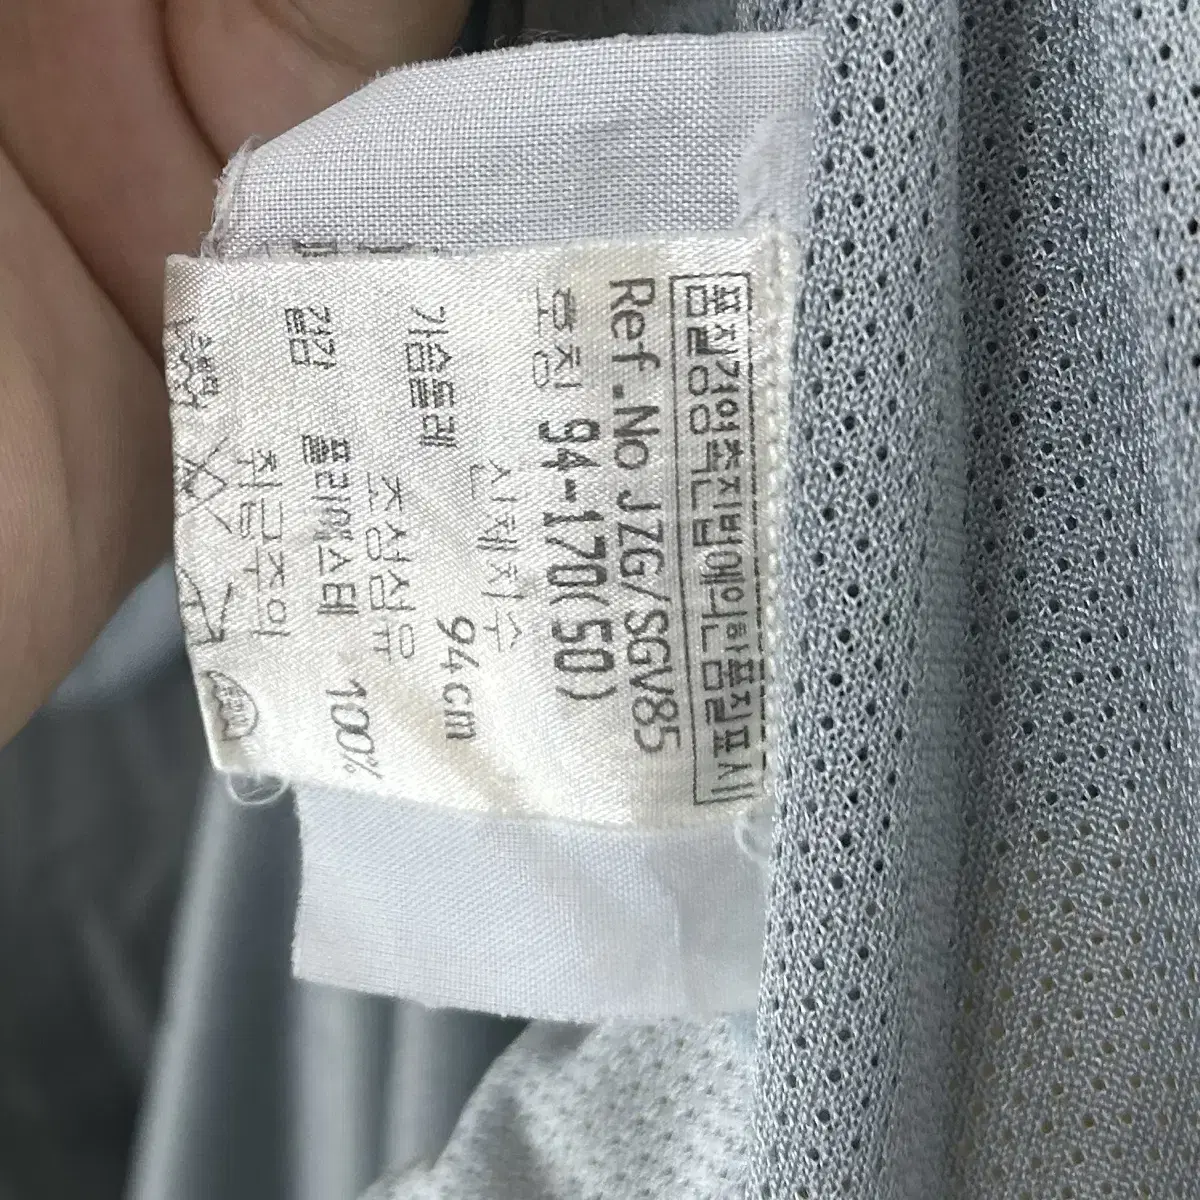 품질경영촉진법에의한품질표시
Ref.No JZG/SGV85
호칭 94-170(50)
신체치수
가슴둘레 94cm
조성섬유
겉감 폴리에스터 100%
취급주의